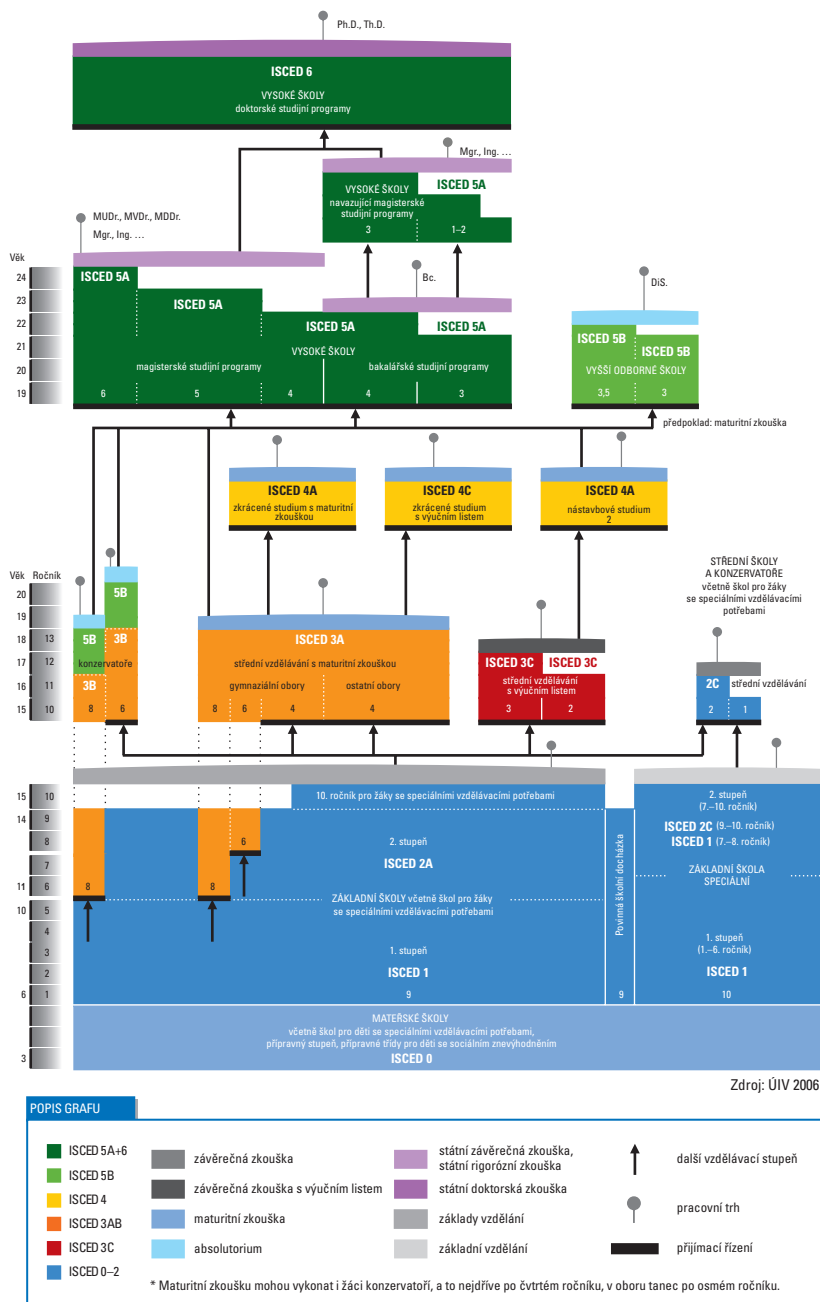 Ph.D., Th.D.
ISCED 6
VYSOKÉ ŠKOLY
doktorské studijní programy
Mgr., Ing. …
VYSOKÉ ŠKOLY
navazující magisterské
studijní programy
ISCED 5A
3
1–2
MUDr., MVDr., MDDr.
Mgr., Ing. …
Bc.
DiS.
Věk
24
23
22
21
20
19
ISCED 5A
ISCED 5A
ISCED 5A
ISCED 5A
VYSOKÉ ŠKOLY
magisterské studijní programy
bakalářské studijní programy
6
5
4
4
3
ISCED 5B
ISCED 5B
VYŠŠÍ ODBORNÉ ŠKOLY
3,5
3
předpoklad: maturitní zkouška
ISCED 4A
zkrácené studium s maturitní
zkouškou
ISCED 4C
zkrácené studium
s výučním listem
ISCED 4A
nástavbové studium
2
STŘEDNÍ ŠKOLY
A KONZERVATOŘE
včetně škol pro žáky
se speciálními vzdělávacími
potřebami
Věk Ročník
20
19
18 13
17 12
16 11
15 10
5B
5B
3B
konzervatoře
3B
8
6
ISCED 3A
střední vzdělávání s maturitní zkouškou
gymnaziální obory
ostatní obory
8
6
4
4
ISCED 3C
ISCED 3C
střední vzdělávání
s výučním listem
3
2
2C
střední vzdělávání
2
1
15 10
14 9
8
7
11 6
10 5
4
3
2
6 1
3
10. ročník pro žáky se speciálními vzdělávacími potřebami
8
8
6
2. stupeň
ISCED 2A
ZÁKLADNÍ ŠKOLY včetně škol pro žáky
se speciálními vzdělávacími potřebami
1. stupeň
ISCED 1
9
Povinná školní docházka
9
2. stupeň
(7.–10. ročník)
ISCED 2C (9.–10. ročník)
ISCED 1 (7.–8. ročník)
ZÁKLADNÍ ŠKOLA
SPECIÁLNÍ
1. stupeň
(1.–6. ročník)
ISCED 1
10
MATEŘSKÉ ŠKOLY
včetně škol pro děti se speciálními vzdělávacími potřebami,
přípravný stupeň, přípravné třídy pro děti se sociálním znevýhodněním
ISCED 0
Zdroj: ÚIV 2006
POPIS GRAFU
ISCED 5A+6
ISCED 5B
ISCED 4
ISCED 3AB
ISCED 3C
ISCED 0–2
závěrečná zkouška
závěrečná zkouška s výučním listem
maturitní zkouška
absolutorium
státní závěrečná zkouška,
státní rigorózní zkouška
státní doktorská zkouška
základy vzdělání
základní vzdělání
další vzdělávací stupeň
pracovní trh
přijímací řízení
* Maturitní zkoušku mohou vykonat i žáci konzervatoří, a to nejdříve po čvtrtém ročníku, v oboru tanec po osmém ročníku.